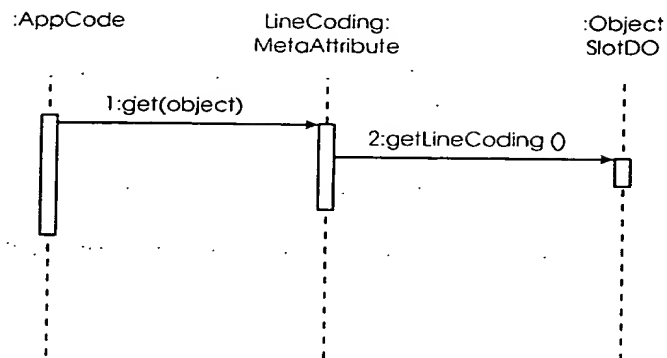 :AppCode
LineCoding:
MetaAttribute
:Object
SlotDO
1:get(object)
2:getLineCoding ()